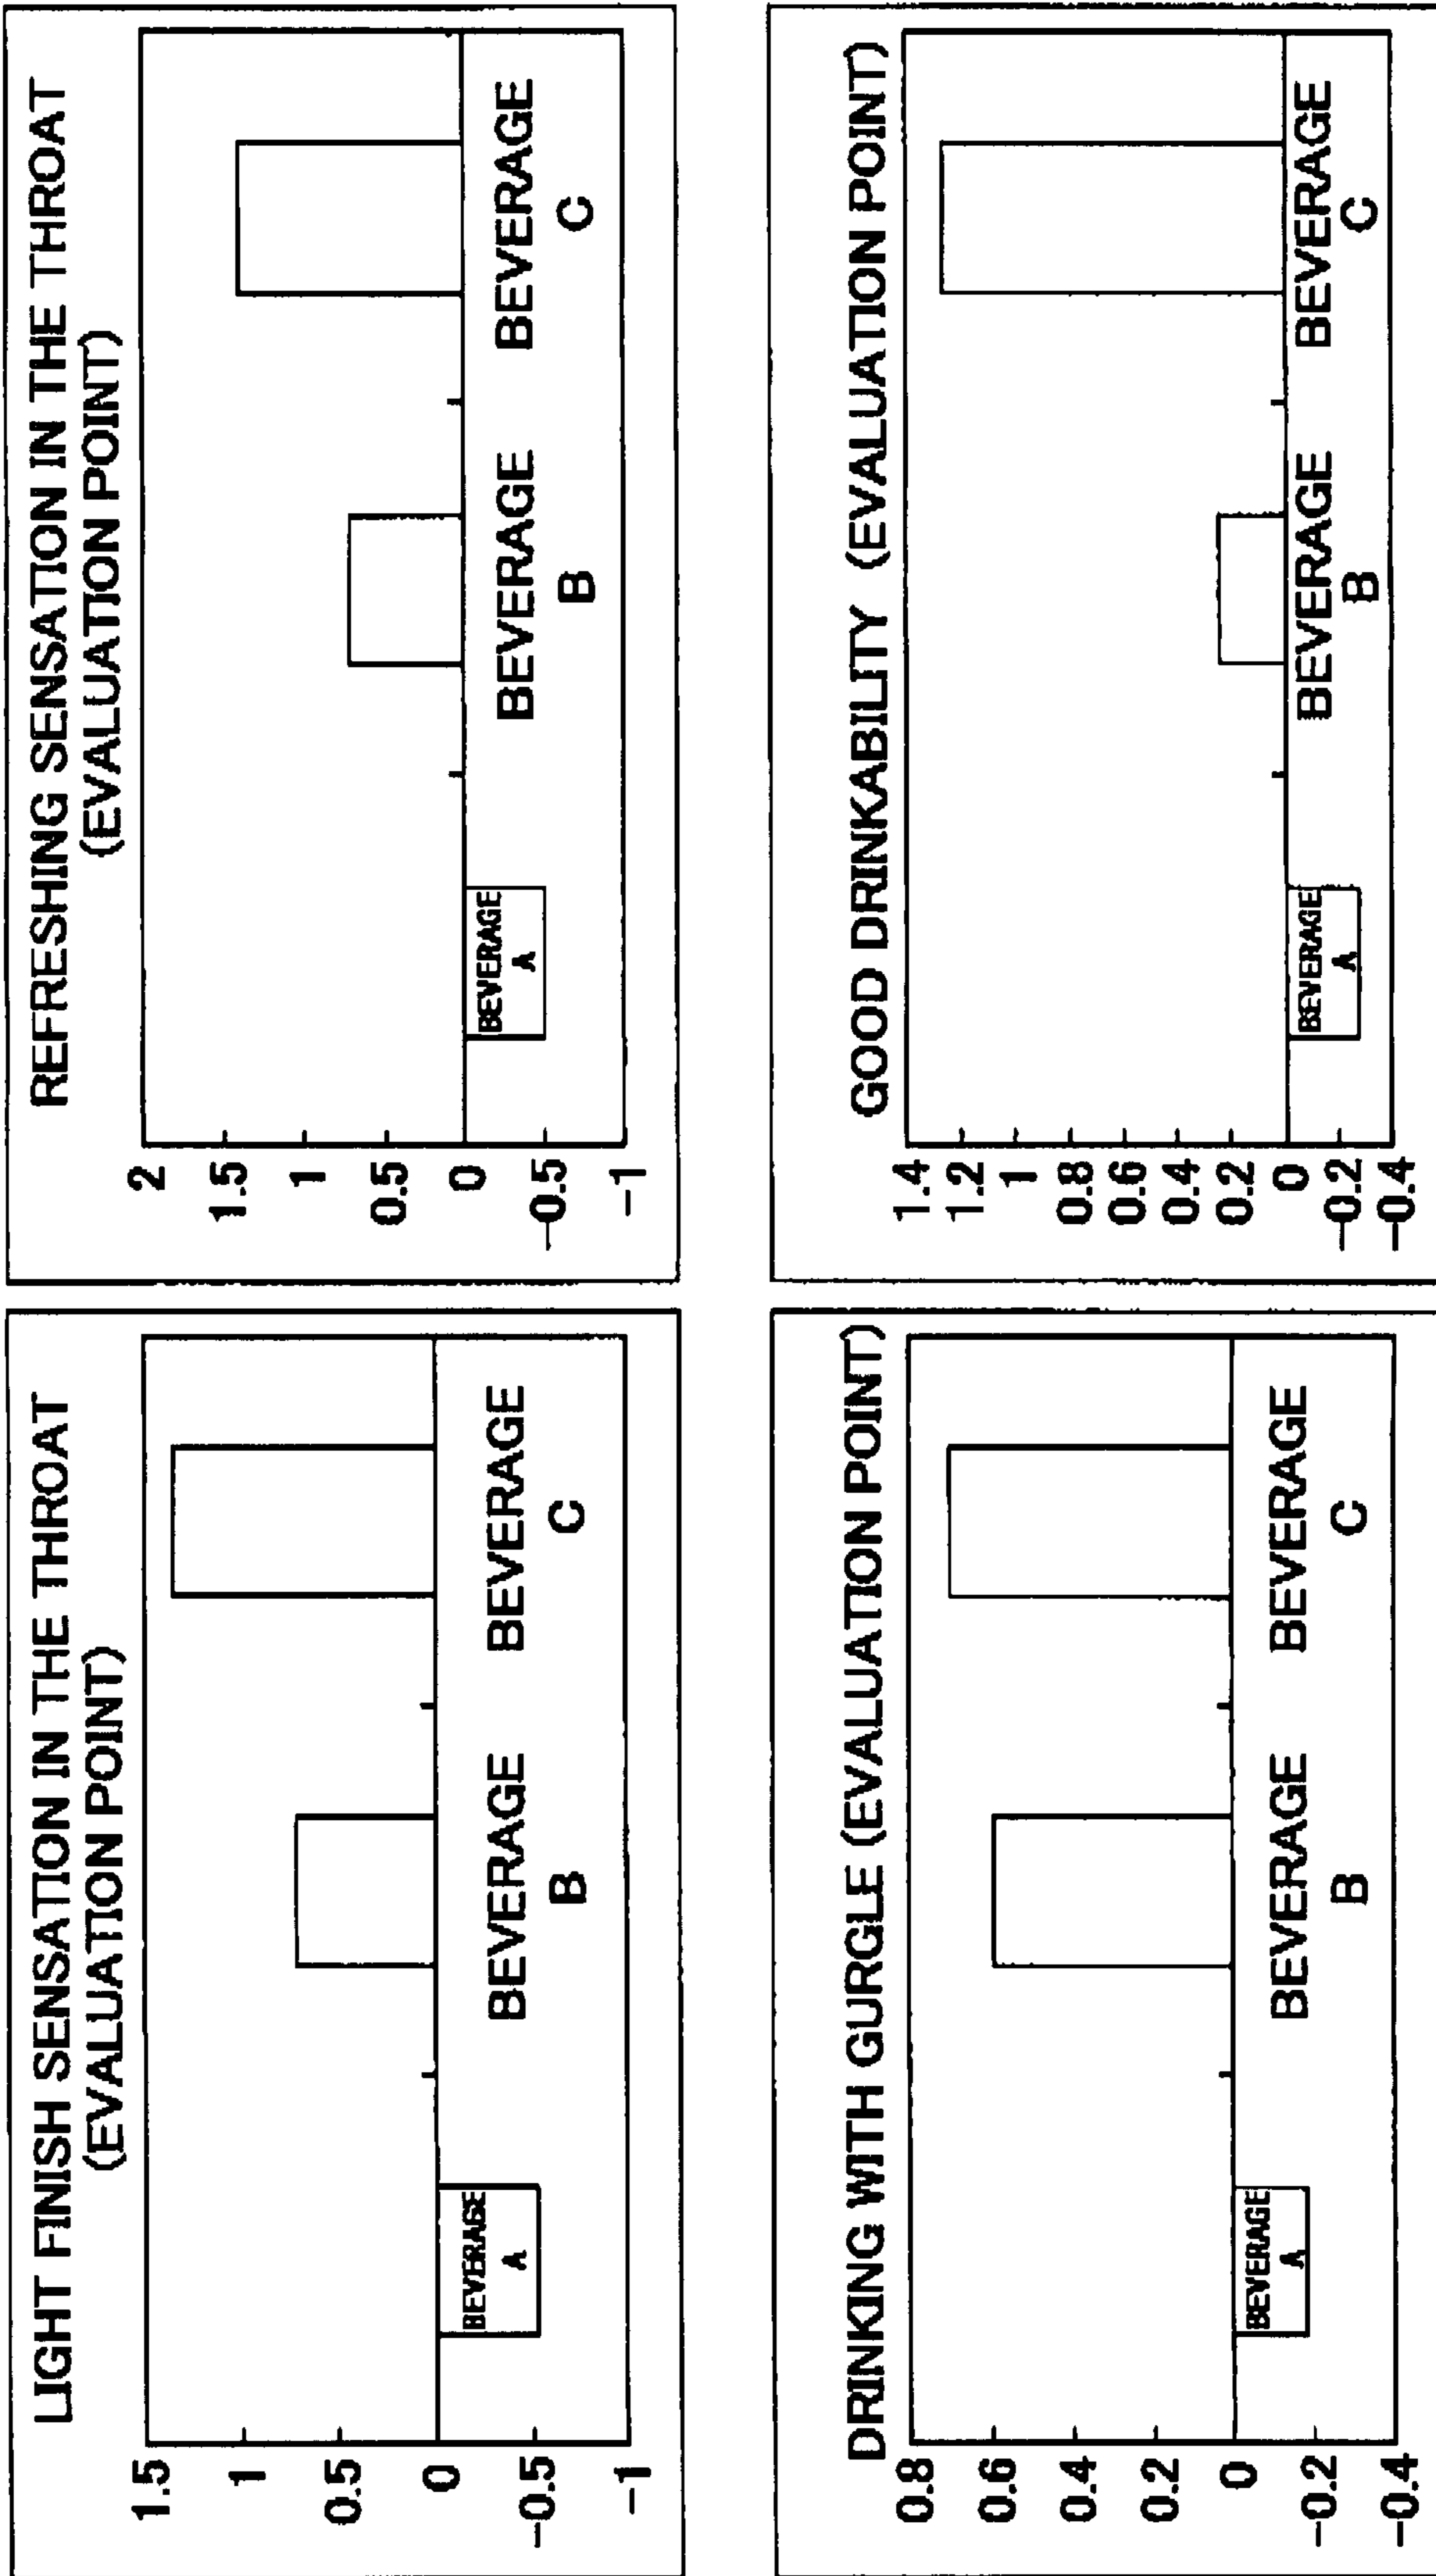 LIGHT FINISH SENSATION IN THE THROAT
(EVALUATION POINT)
1.5
1
0.5
0
-0.5
-1
BEVERAGE
A
BEVERAGE
B
BEVERAGE
C
REFRESHING SENSATION IN THE THROAT
(EVALUATION POINT)
2
1.5
1
0.5
0
-0.5
-1
BEVERAGE
A
BEVERAGE
B
BEVERAGE
C
DRINKING WITH GURGLE (EVALUATION POINT)
0.8
0.6
0.4
0.2
0
-0.2
-0.4
BEVERAGE
A
BEVERAGE
B
BEVERAGE
C
GOOD DRINKABILITY (EVALUATION POINT)
1.4
1.2
1
0.8
0.6
0.4
0.2
0
-0.2
-0.4
BEVERAGE
A
BEVERAGE
B
BEVERAGE
C